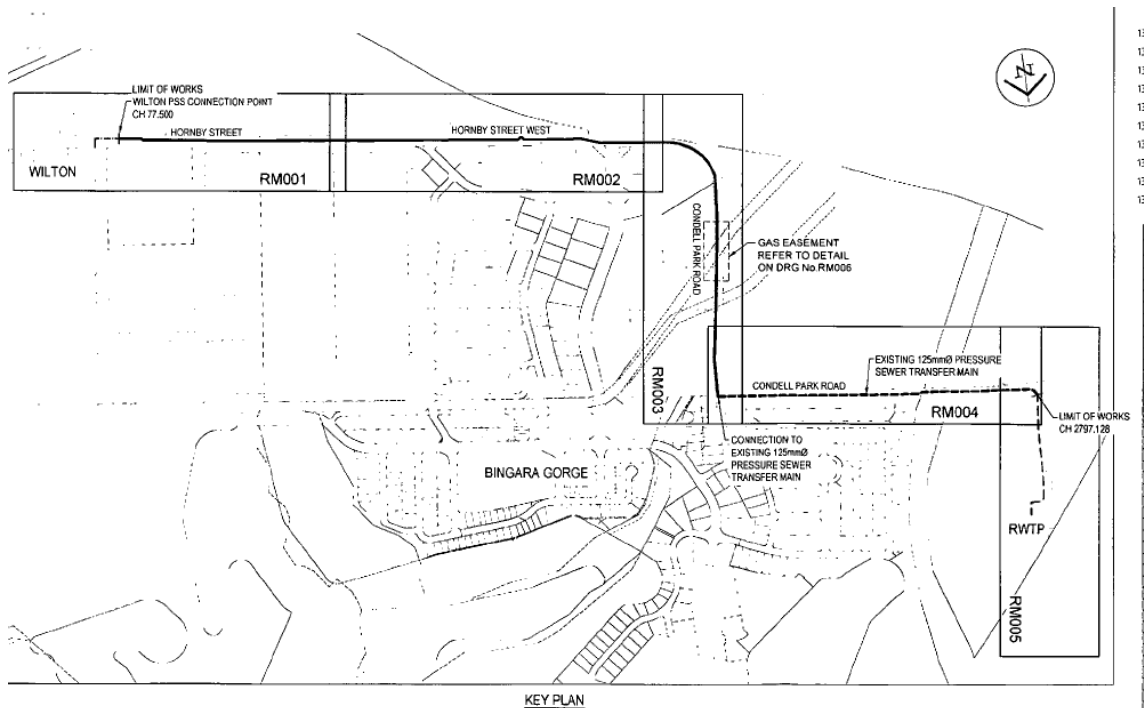 LIMIT OF WORKS
WILTON PSS CONNECTION POINT
CH 77.500
HORNBY STREET
HORNBY STREET WEST
WILTON
RM001
RM002
N
CONDELL PARK ROAD
GAS EASEMENT
REFER TO DETAIL
ON DRG No.RM006
RM003
EXISTING 125mmØ PRESSURE
SEWER TRANSFER MAIN
CONDELL PARK ROAD
RM004
LIMIT OF WORKS
CH 2797.128
CONNECTION TO
EXISTING 125mmØ
PRESSURE SEWER
TRANSFER MAIN
BINGARA GORGE
RWTP
RM005
KEY PLAN